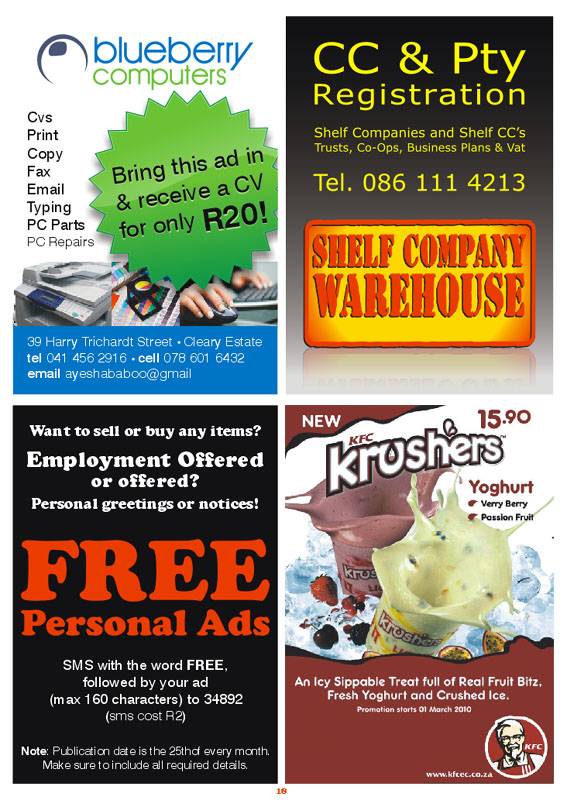 blueberry
computers
Cvs
Print
Copy
Fax
Email
Typing
PC Parts
PC Repairs
Bring this ad in
& receive a CV
for only R20!
39 Harry Trichardt Street • Cleary Estate
tel 041 456 2916 • cell 078 601 6432
email ayeshababoo@gmail
CC & Pty
Registration
Shelf Companies and Shelf CC's
Trusts, Co-Ops, Business Plans & Vat
Tel. 086 111 4213
SHELF COMPANY
WAREHOUSE
Want to sell or buy any items?
Employment Offered
or offered?
Personal greetings or notices!
FREE
Personal Ads
SMS with the word FREE,
followed by your ad
(max 160 characters) to 34892
(sms cost R2)
Note: Publication date is the 25thof every month.
Make sure to include all required details.
NEW
15.90
KFC
Krushers™
Yoghurt
Verry Berry
Passion Fruit
Krushers
An Icy Sippable Treat full of Real Fruit Bitz,
Fresh Yoghurt and Crushed Ice.
Promotion starts 01 March 2010
KFC
www.kfcec.co.za
18